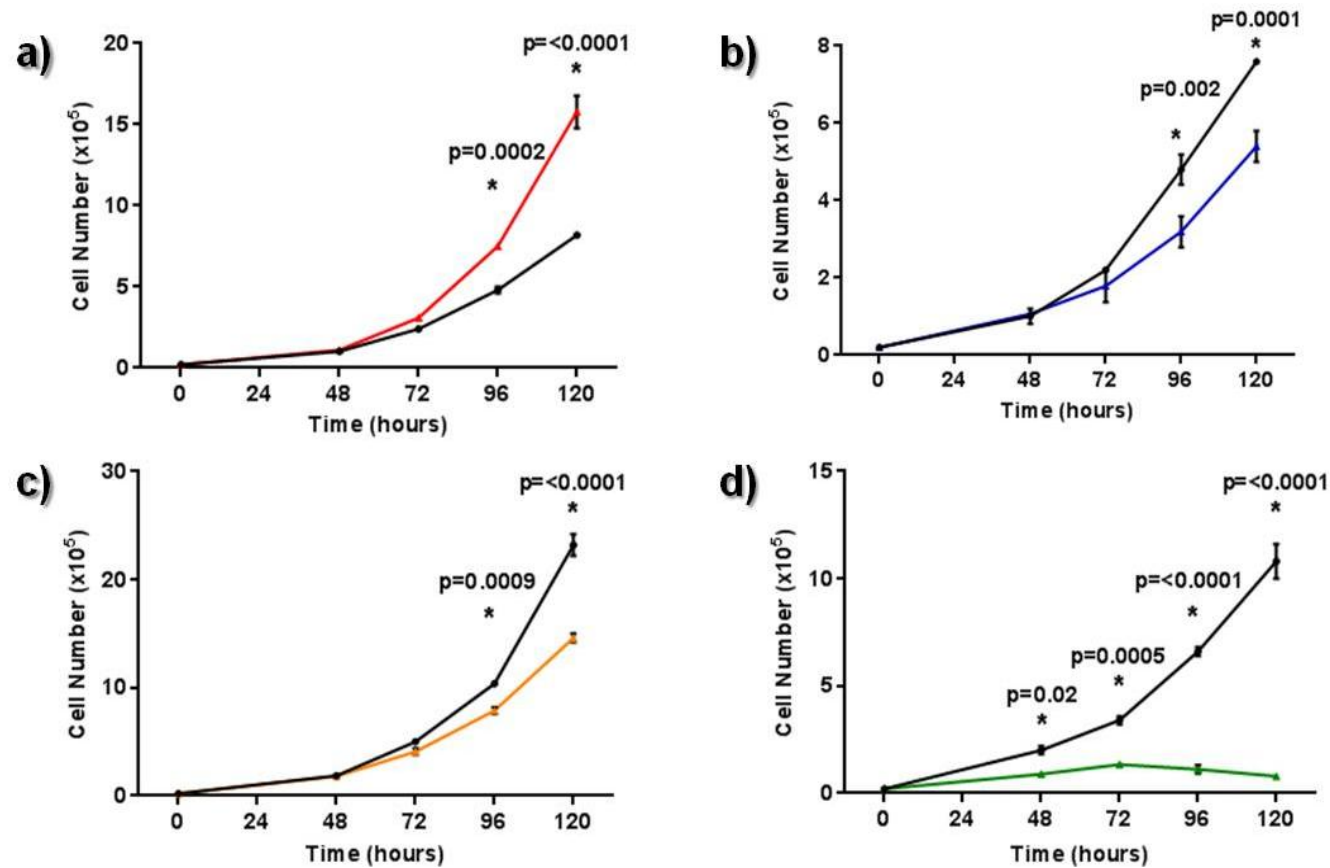 a)
Cell Number (x10⁵)
20
15
10
5
0
p=0.0002
*
p=<0.0001
*
0 24 48 72 96 120
Time (hours)
b)
Cell Number (x10⁵)
8
6
4
2
0
p=0.002
*
p=0.0001
*
0 24 48 72 96 120
Time (hours)
c)
Cell Number (x10⁵)
30
20
10
0
p=0.0009
*
p=<0.0001
*
0 24 48 72 96 120
Time (hours)
d)
Cell Number (x10⁵)
15
10
5
0
p=0.02
*
p=0.0005
*
p=<0.0001
*
p=<0.0001
*
0 24 48 72 96 120
Time (hours)